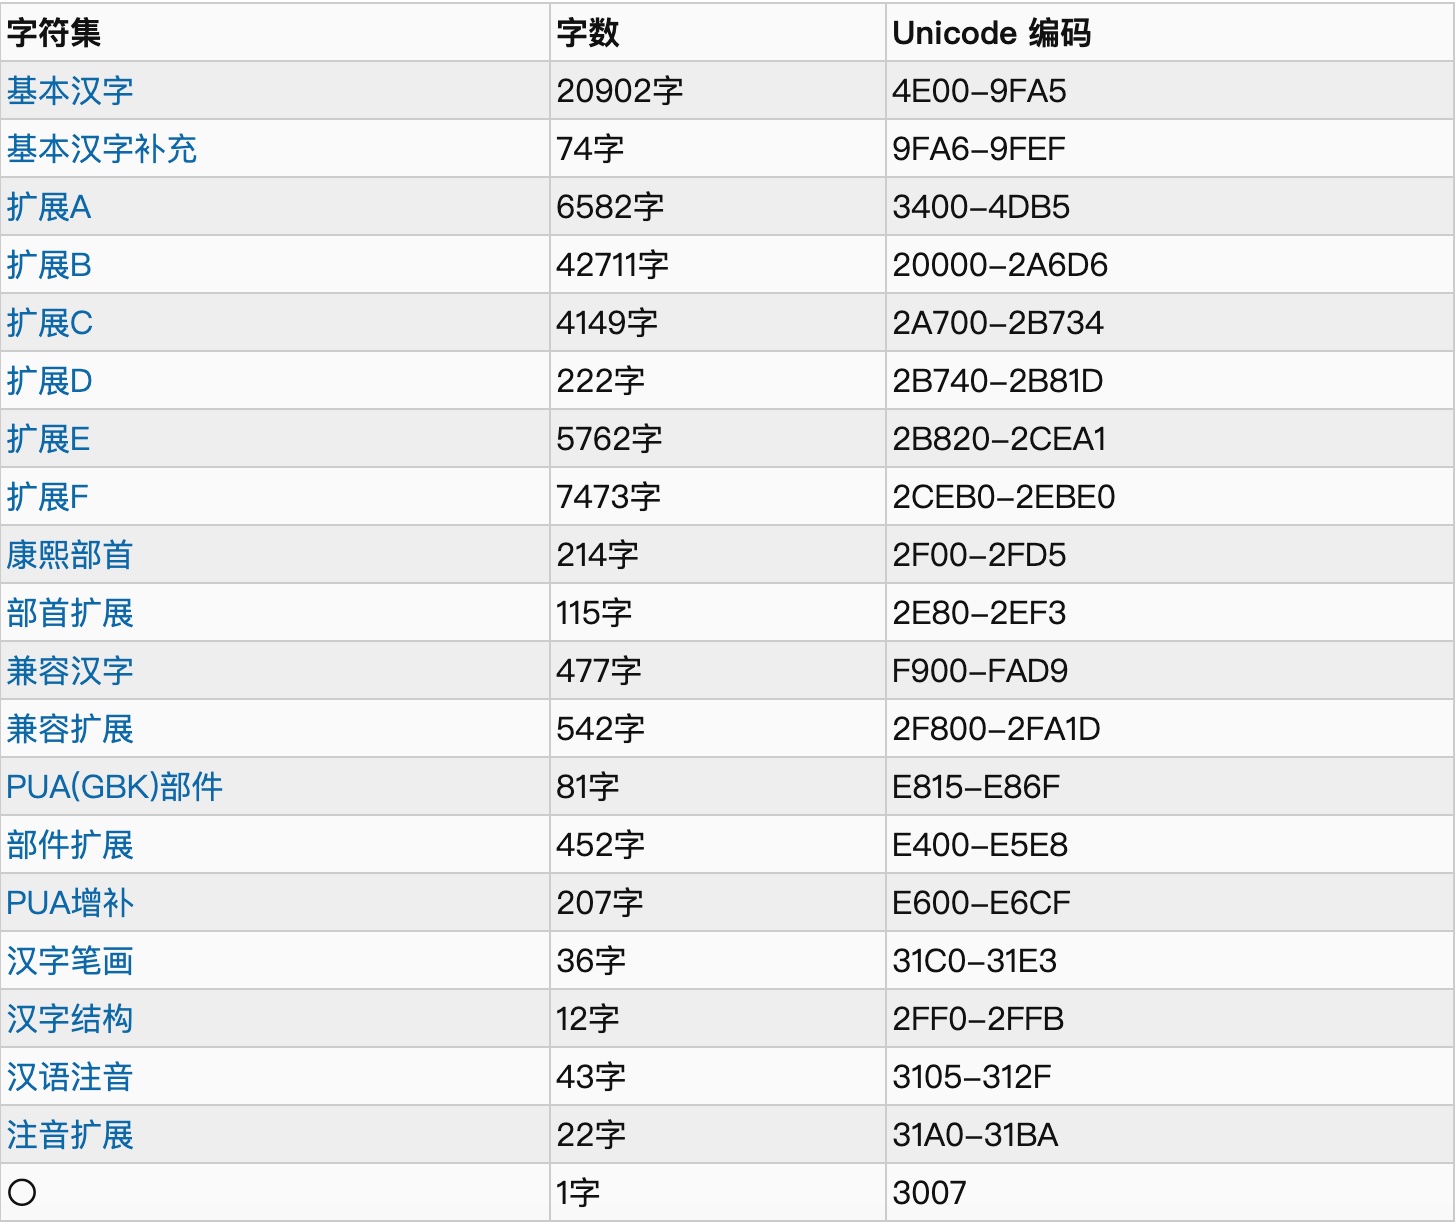 字符集 字数 Unicode 编码
基本汉字 20902字 4E00-9FA5
基本汉字补充 74字 9FA6-9FEF
扩展A 6582字 3400-4DB5
扩展B 42711字 20000-2A6D6
扩展C 4149字 2A700-2B734
扩展D 222字 2B740-2B81D
扩展E 5762字 2B820-2CEA1
扩展F 7473字 2CEB0-2EBE0
康熙部首 214字 2F00-2FD5
部首扩展 115字 2E80-2EF3
兼容汉字 477字 F900-FAD9
兼容扩展 542字 2F800-2FA1D
PUA(GBK)部件 81字 E815-E86F
部件扩展 452字 E400-E5E8
PUA增补 207字 E600-E6CF
汉字笔画 36字 31C0-31E3
汉字结构 12字 2FF0-2FFB
汉语注音 43字 3105-312F
注音扩展 22字 31A0-31BA
〇 1字 3007